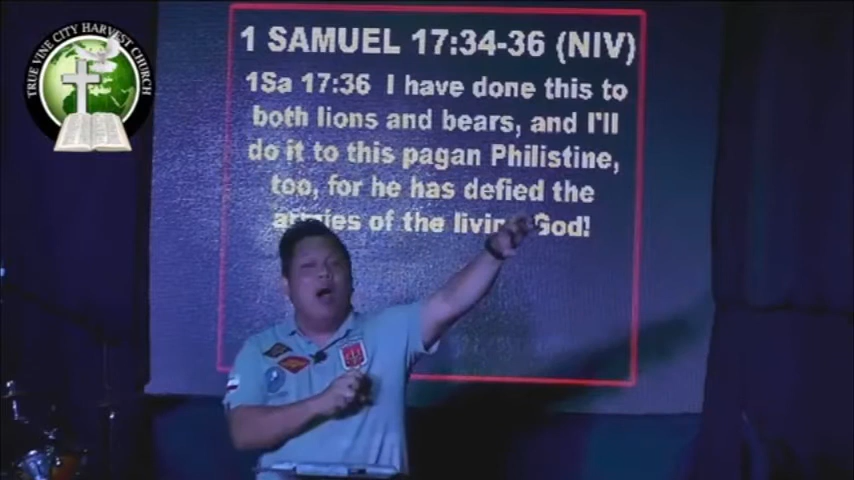 TRUE VINE CITY HARVEST CHURCH
1 SAMUEL 17:34-36 (NIV)
1Sa 17:36 I have done this to
both lions and bears, and I'll
do it to this pagan Philistine,
too, for he has defied the
armies of the living God!